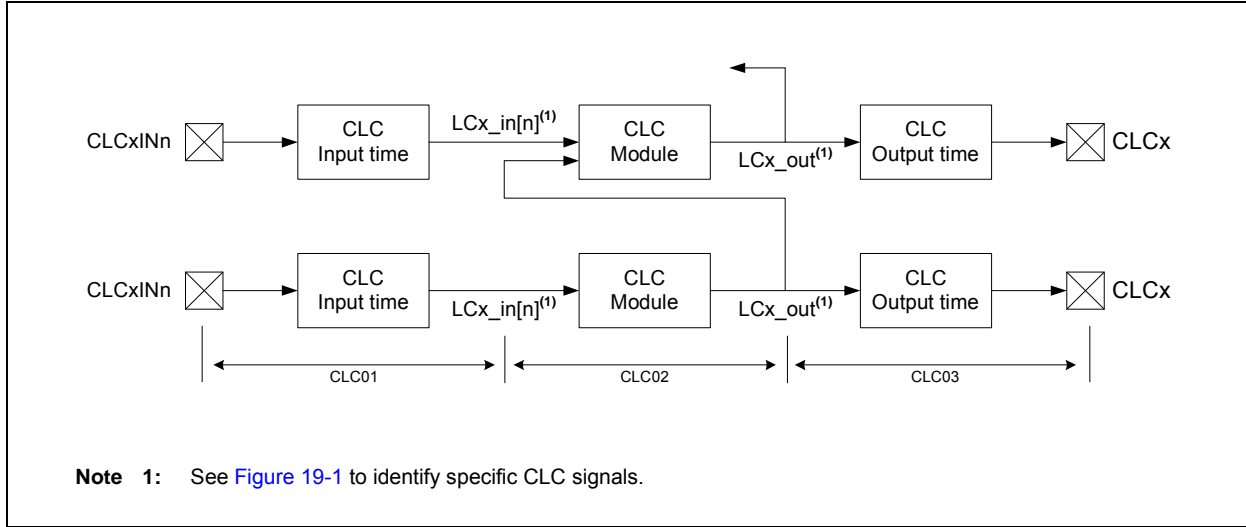 CLCxINn
CLC
Input time
LCx_in[n](1)
CLC
Module
LCx_out(1)
CLC
Output time
CLCx
CLCxINn
CLC
Input time
LCx_in[n](1)
CLC
Module
LCx_out(1)
CLC
Output time
CLCx
CLC01
CLC02
CLC03
Note 1: See Figure 19-1 to identify specific CLC signals.